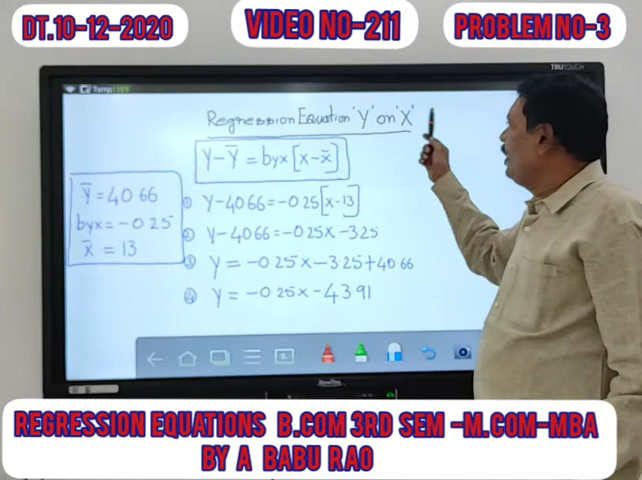 DT.10-12-2020
VIDEO NO-211
PROBLEM NO-3
TRUTOUCH
Temp1107
Regression Equation 'Y' on 'X'
Y-Y̅ = byx[x-x̅]
Y̅ = 40 66
byx = -0 25
x̅ = 13
① Y-40 66 = -0 25[x-13]
② Y-40 66 = -0 25x -3 25
③ Y = -0 25x -3 25+40 66
④ Y = -0 25x -43 91
REGRESSION EQUATIONS B.COM 3RD SEM -M.COM-MBA
BY A BABU RAO